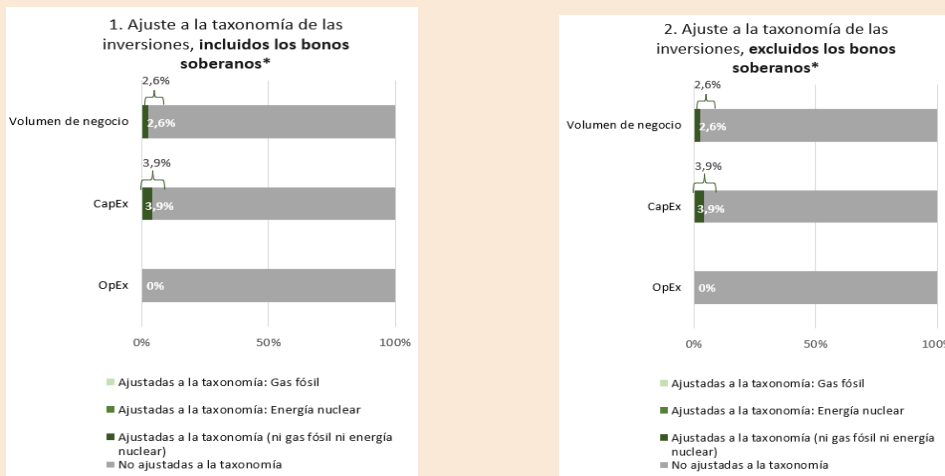 1. Ajuste a la taxonomía de las
inversiones, incluidos los bonos
soberanos*
2,6%
Volumen de negocio
2,6%
3,9%
CapEx
3,9%
OpEx
0%
0%
50%
100%
Ajustadas a la taxonomía: Gas fósil
Ajustadas a la taxonomía: Energía nuclear
Ajustadas a la taxonomía (ni gas fósil ni energía
nuclear)
No ajustadas a la taxonomía
2. Ajuste a la taxonomía de las
inversiones, excluidos los bonos
soberanos*
2,6%
Volumen de negocio
2,6%
3,9%
CapEx
3,9%
OpEx
0%
0%
50%
100%
Ajustadas a la taxonomía: Gas fósil
Ajustadas a la taxonomía: Energía nuclear
Ajustadas a la taxonomía (ni gas fósil ni energía
nuclear)
No ajustadas a la taxonomía